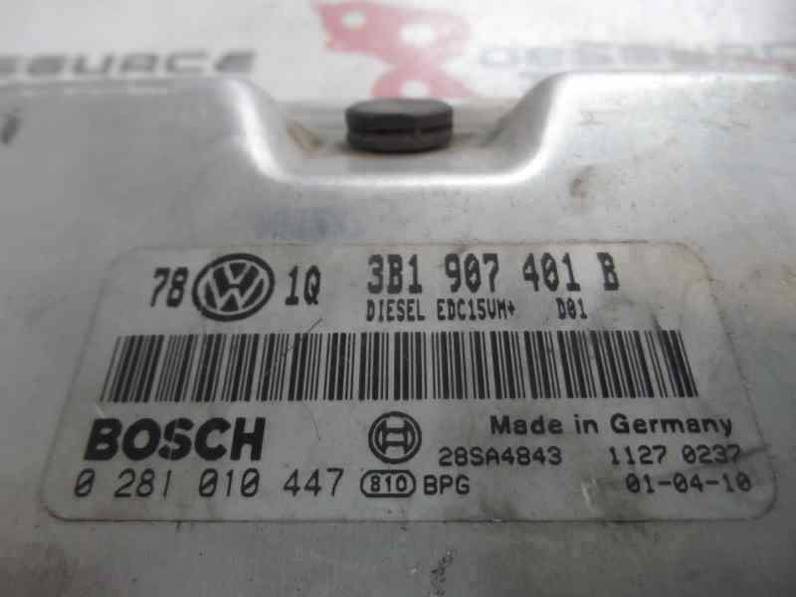 78 VW 1Q 3B1 907 401 B
DIESEL EDC15VM+ D01
BOSCH
Made in Germany
28SA4843 1127 0237
0 281 010 447 810 BPG 01-04-10